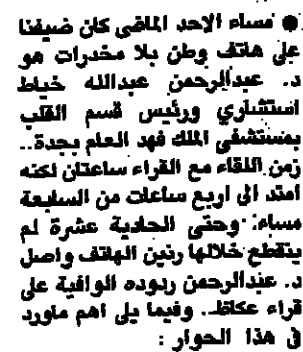 ● مساء الاحد الماضي كان ضيفنا
على هاتف وطن بلا مخدرات هو
د. عبدالرحمن عبدالله خياط
استشاري ورئيس قسم القلب
بمستشفى الملك فهد العام بجدة..
زمن اللقاء مع القراء ساعتان لكنه
امتد الى اربع ساعات من السابعة
مساء وحتى الحادية عشرة لم
ينقطع خلالها رنين الهاتف وواصل
د. عبدالرحمن ردوده الوافية على
قراء عكاظ.. وفيما يلي اهم ماورد
في هذا الحوار :